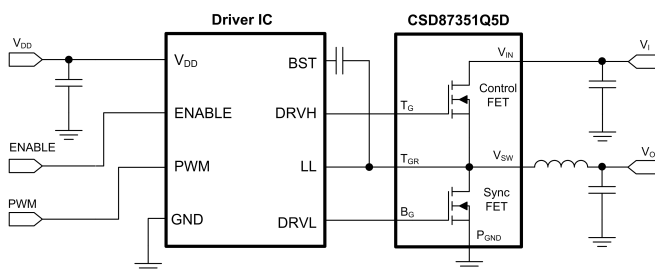 Driver IC
CSD87351Q5D
VDD
VDD
BST
VIN
VI
Control
FET
ENABLE
DRVH
TG
ENABLE
PWM
LL
TGR
VSW
VO
PWM
Sync
FET
GND
DRVL
BG
PGND